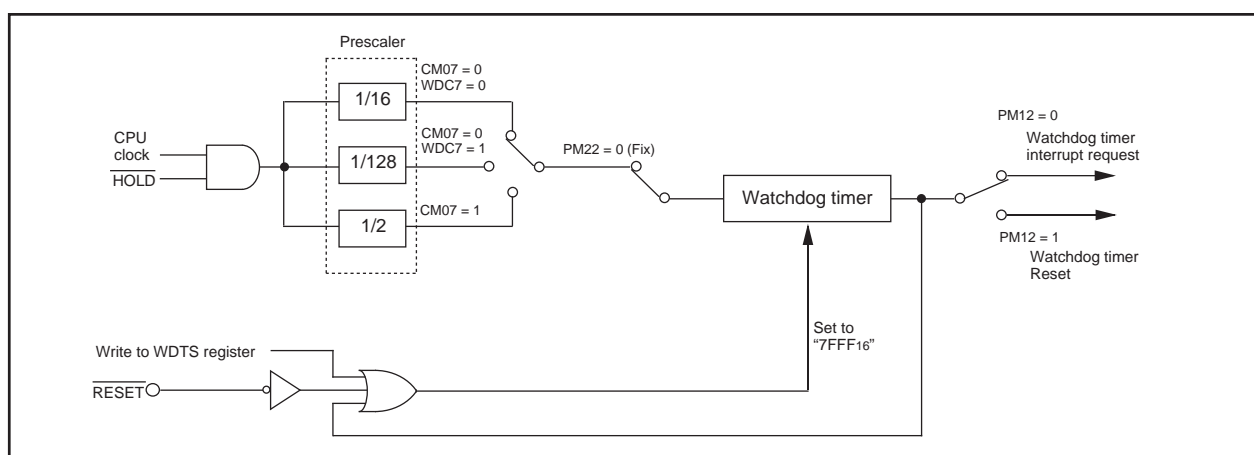 Prescaler
CM07 = 0
WDC7 = 0
1/16
CPU
clock
HOLD
CM07 = 0
WDC7 = 1
1/128
PM22 = 0 (Fix)
CM07 = 1
1/2
Watchdog timer
PM12 = 0
Watchdog timer
interrupt request
PM12 = 1
Watchdog timer
Reset
Set to
“7FFF16”
Write to WDTS register
RESET